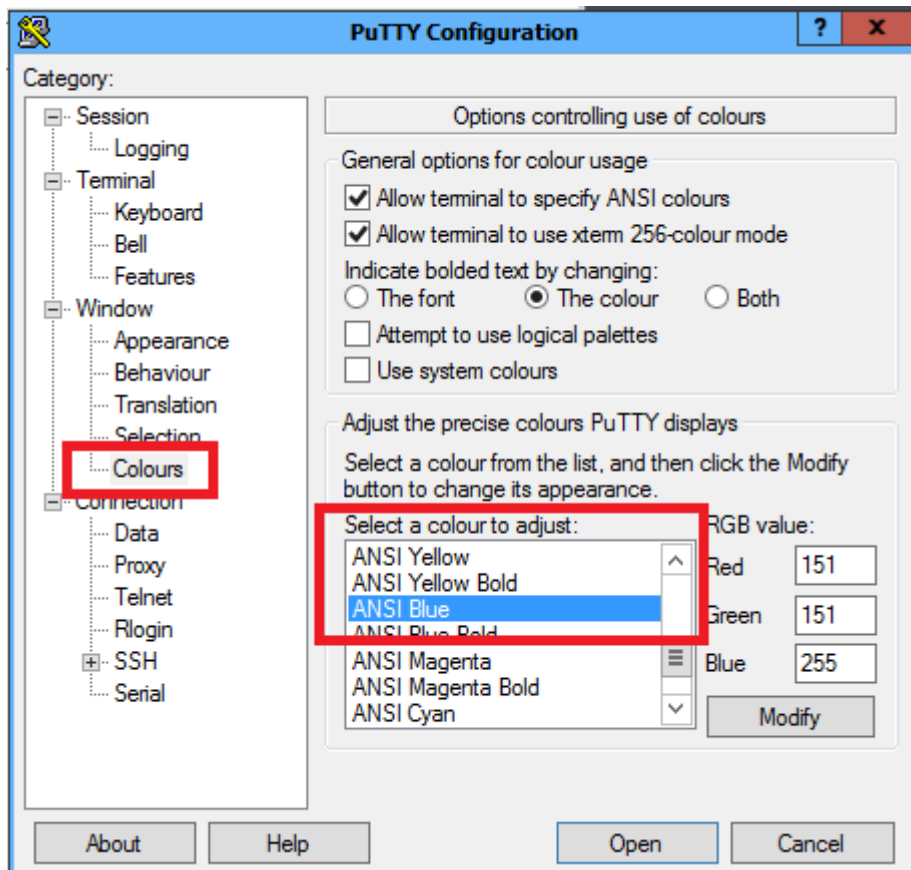 PuTTY Configuration
?
x
Category:
Session
Logging
Terminal
Keyboard
Bell
Features
Window
Appearance
Behaviour
Translation
Selection
Colours
Connection
Data
Proxy
Telnet
Rlogin
SSH
Serial
Options controlling use of colours
General options for colour usage
Allow terminal to specify ANSI colours
Allow terminal to use xterm 256-colour mode
Indicate bolded text by changing:
The font The colour Both
Attempt to use logical palettes
Use system colours
Adjust the precise colours PuTTY displays
Select a colour from the list, and then click the Modify
button to change its appearance.
Select a colour to adjust:
ANSI Yellow
ANSI Yellow Bold
ANSI Blue
ANSI Blue Bold
ANSI Magenta
ANSI Magenta Bold
ANSI Cyan
RGB value:
Red 151
Green 151
Blue 255
Modify
About Help Open Cancel